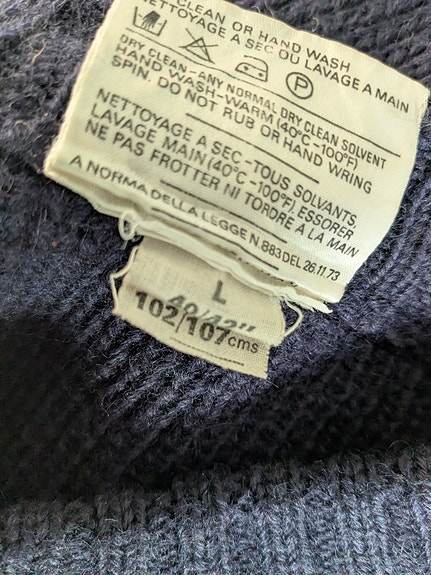 CLEAN OR HAND WASH
NETTOYAGE A SEC OU LAVAGE A MAIN
P
DRY CLEAN-ANY NORMAL DRY CLEAN SOLVENT
HAND WASH-WARM (40°C-100°F)
SPIN. DO NOT RUB OR HAND WRING
NETTOYAGE A SEC-TOUS SOLVANTS
LAVAGE MAIN (40°C-100°F) ESSORER
NE PAS FROTTER NI TORDRE A LA MAIN
A NORMA DELLA LEGGE N.883 DEL 26.11.73
L
40/42"
102/107cms